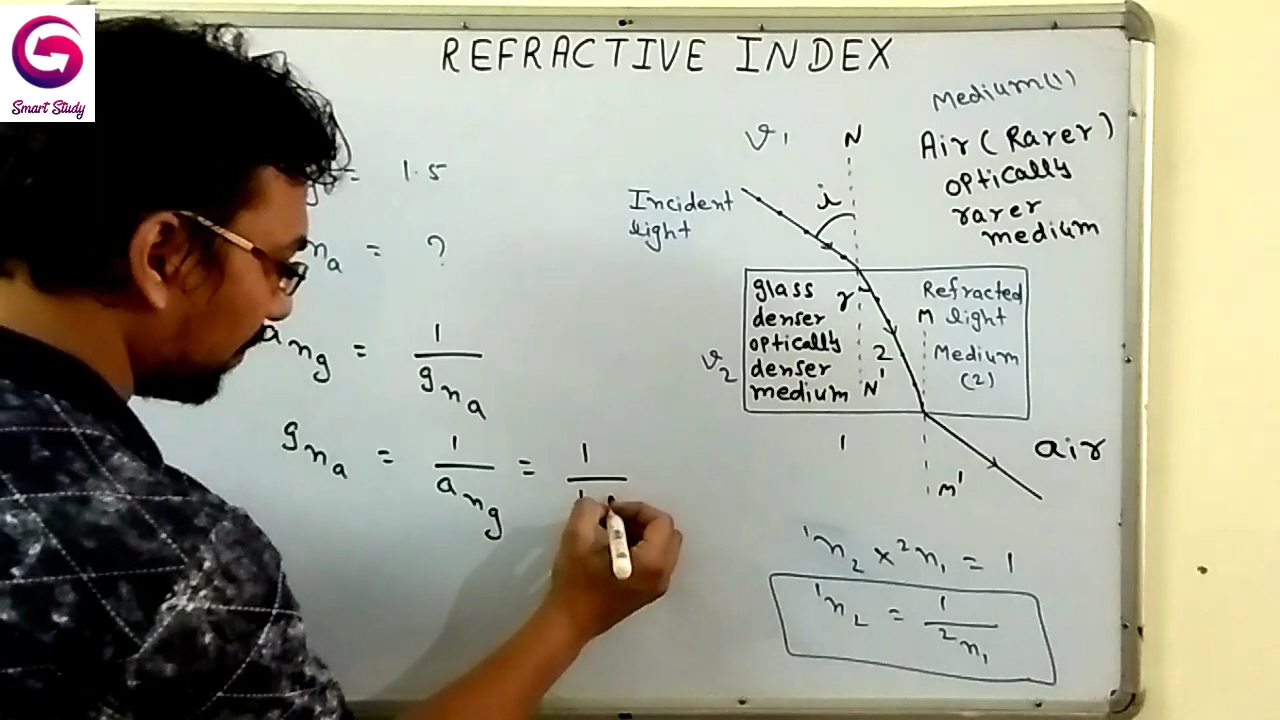 Smart Study
REFRACTIVE INDEX
= 1.5
na = ?
ang = 1/gna
gna = 1/ang = 1/
v1
N
i
Incident
light
Medium(1)
Air (Rarer)
optically
rarer
medium
glass
denser
optically
denser
medium
r
2
N'
v2
Refracted
M light
Medium
(2)
1
M'
air
¹n₂ x ²n₁ = 1
¹n₂ = 1/²n₁